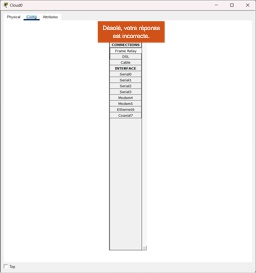 Cloud0
Physical Config Attributes
Désolé, votre réponse
est incorrecte.
CONNECTIONS
Frame Relay
DSL
Cable
INTERFACE
Serial0
Serial1
Serial2
Serial3
Modem4
Modem5
Ethernet6
Coaxial7
Top